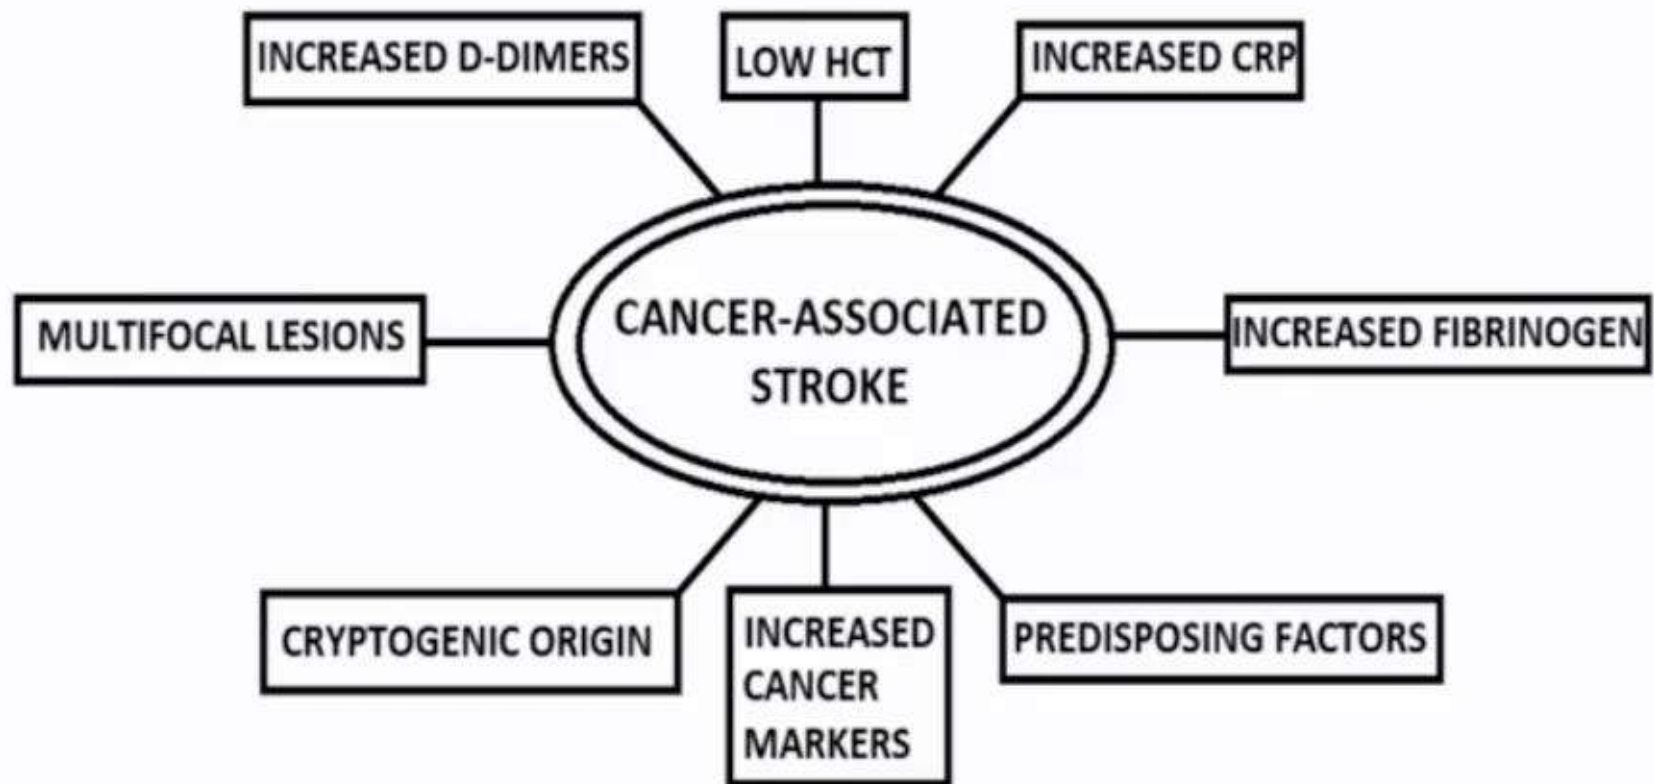 INCREASED D-DIMERS
LOW HCT
INCREASED CRP
MULTIFOCAL LESIONS
CANCER-ASSOCIATED
STROKE
INCREASED FIBRINOGEN
CRYPTOGENIC ORIGIN
INCREASED
CANCER
MARKERS
PREDISPOSING FACTORS